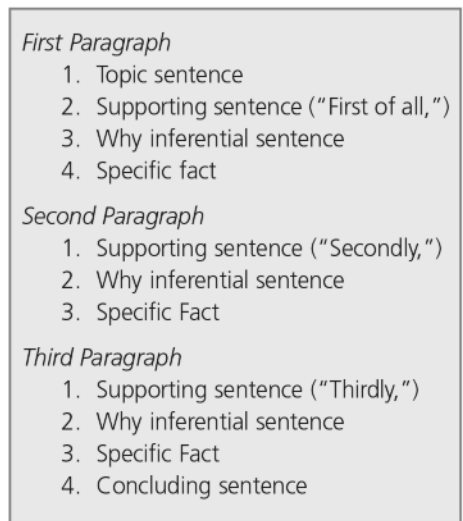 First Paragraph
1. Topic sentence
2. Supporting sentence (“First of all,”)
3. Why inferential sentence
4. Specific fact
Second Paragraph
1. Supporting sentence (“Secondly,”)
2. Why inferential sentence
3. Specific Fact
Third Paragraph
1. Supporting sentence (“Thirdly,”)
2. Why inferential sentence
3. Specific Fact
4. Concluding sentence